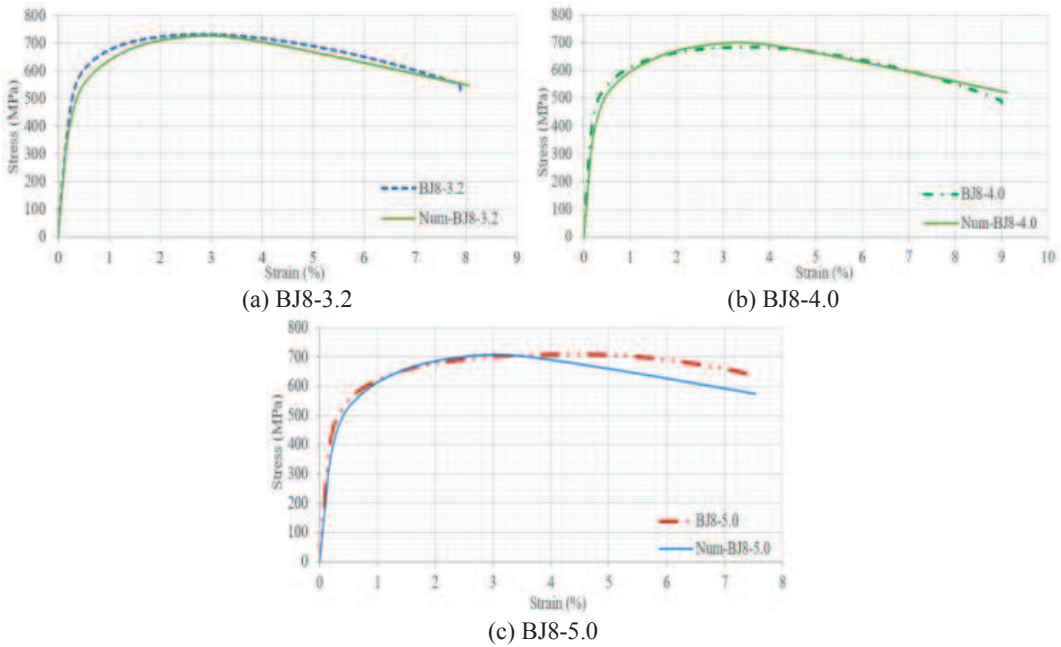 800
700
600
500
400
300
200
100
0
Stress (MPa)
BJ8-3.2
Num-BJ8-3.2
0 1 2 3 4 5 6 7 8 9
Strain (%)
(a) BJ8-3.2
800
700
600
500
400
300
200
100
0
Stress (MPa)
BJ8-4.0
Num-BJ8-4.0
0 1 2 3 4 5 6 7 8 9 10
Strain (%)
(b) BJ8-4.0
800
700
600
500
400
300
200
100
0
Stress (MPa)
BJ8-5.0
Num-BJ8-5.0
0 1 2 3 4 5 6 7 8
Strain (%)
(c) BJ8-5.0